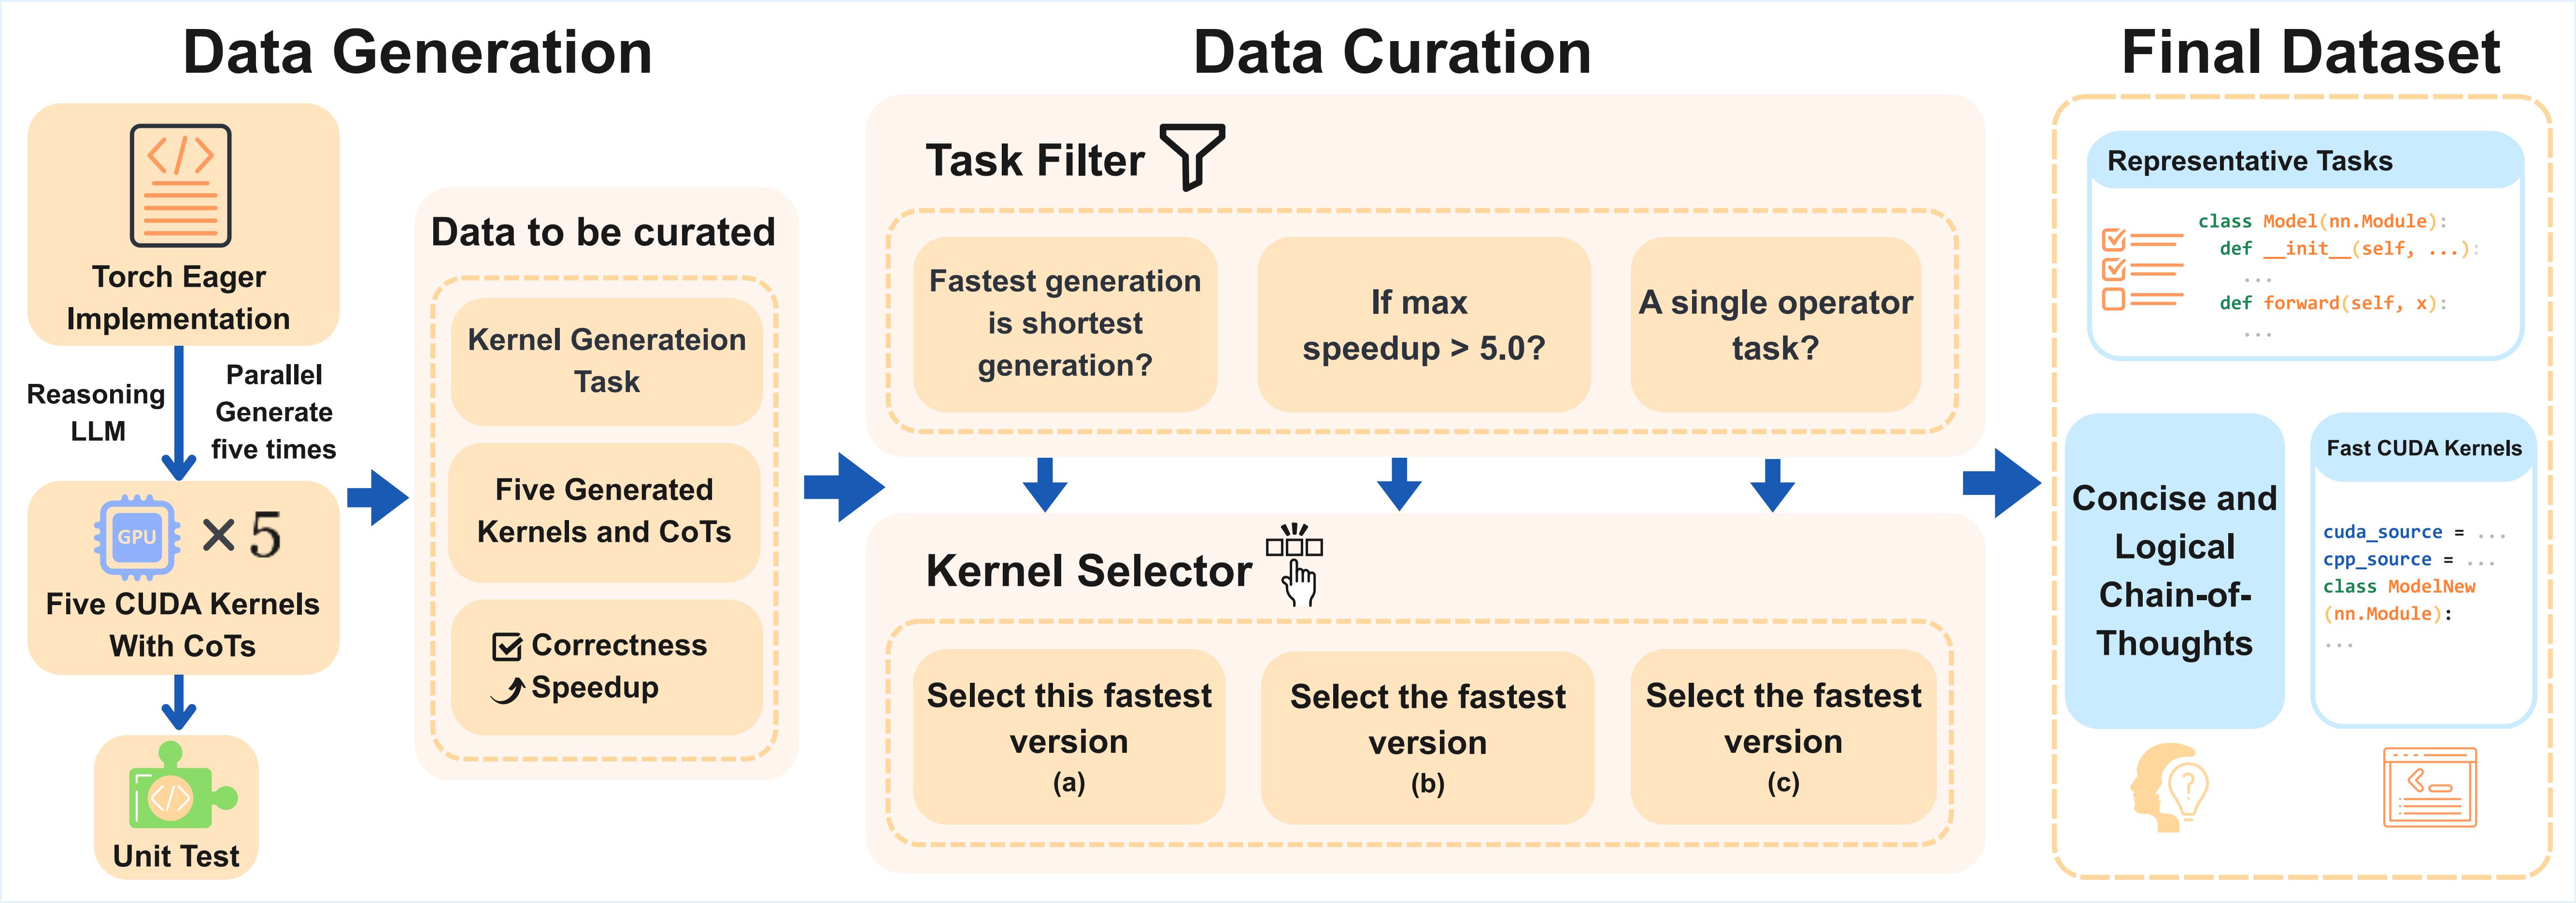 Data Generation
Torch Eager
Implementation
Reasoning
LLM
Parallel
Generate
five times
GPU
× 5
Five CUDA Kernels
With CoTs
</>
Unit Test
Data to be curated
Kernel Generateion
Task
Five Generated
Kernels and CoTs
Correctness
Speedup
Data Curation
Task Filter
Fastest generation
is shortest
generation?
If max
speedup > 5.0?
A single operator
task?
Kernel Selector
Select this fastest
version
(a)
Select the fastest
version
(b)
Select the fastest
version
(c)
Final Dataset
Representative Tasks
class Model(nn.Module):
def __init__(self, ...):
...
def forward(self, x):
...
Concise and
Logical
Chain-of-
Thoughts
Fast CUDA Kernels
cuda_source = ...
cpp_source = ...
class ModelNew
(nn.Module):
...